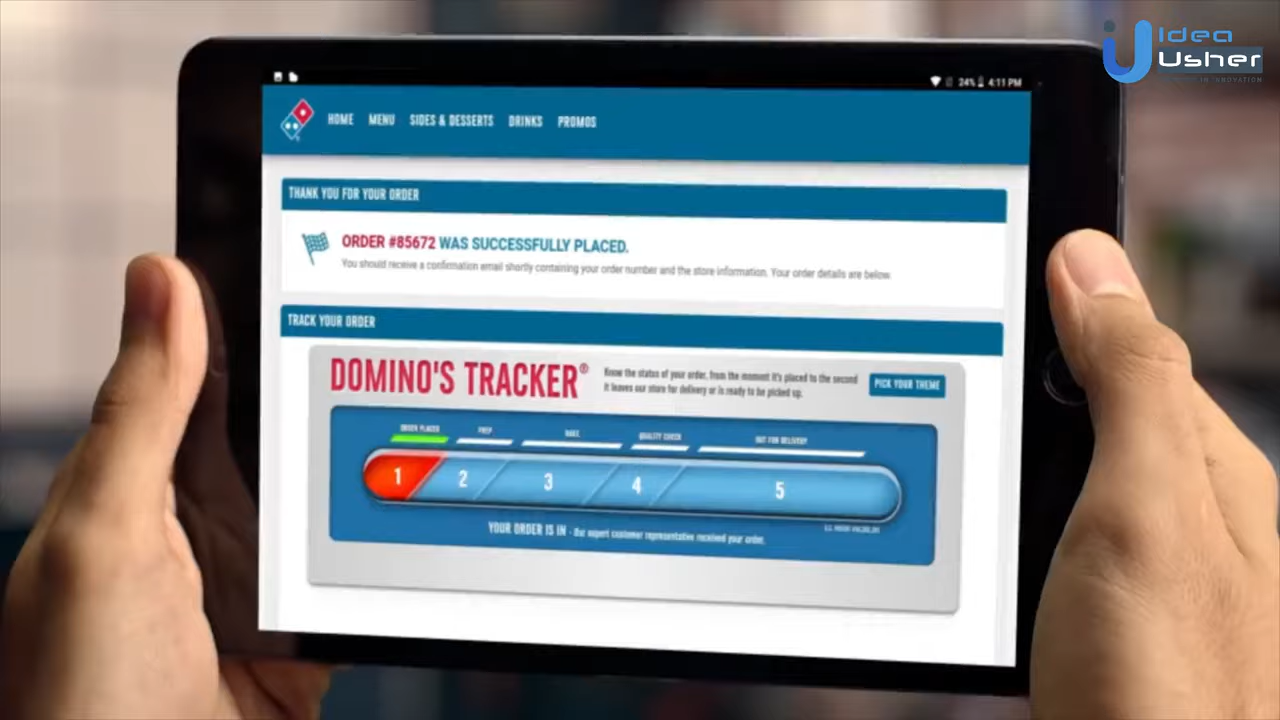 Idea
Usher
24%
4:11 PM
HOME
MENU
SIDES & DESSERTS
DRINKS
PROMOS
THANK YOU FOR YOUR ORDER
ORDER #85672 WAS SUCCESSFULLY PLACED.
You should receive a confirmation email shortly containing your order number and the store information. Your order details are below.
TRACK YOUR ORDER
DOMINO'S TRACKER®
Know the status of your order, from the moment it's placed to the second
it leaves our store for delivery or is ready to be picked up.
PICK YOUR THEME
ORDER PLACED
PREP
BAKE
QUALITY CHECK
OUT FOR DELIVERY
1
2
3
4
5
YOUR ORDER IS IN - Our expert customer representative received your order.